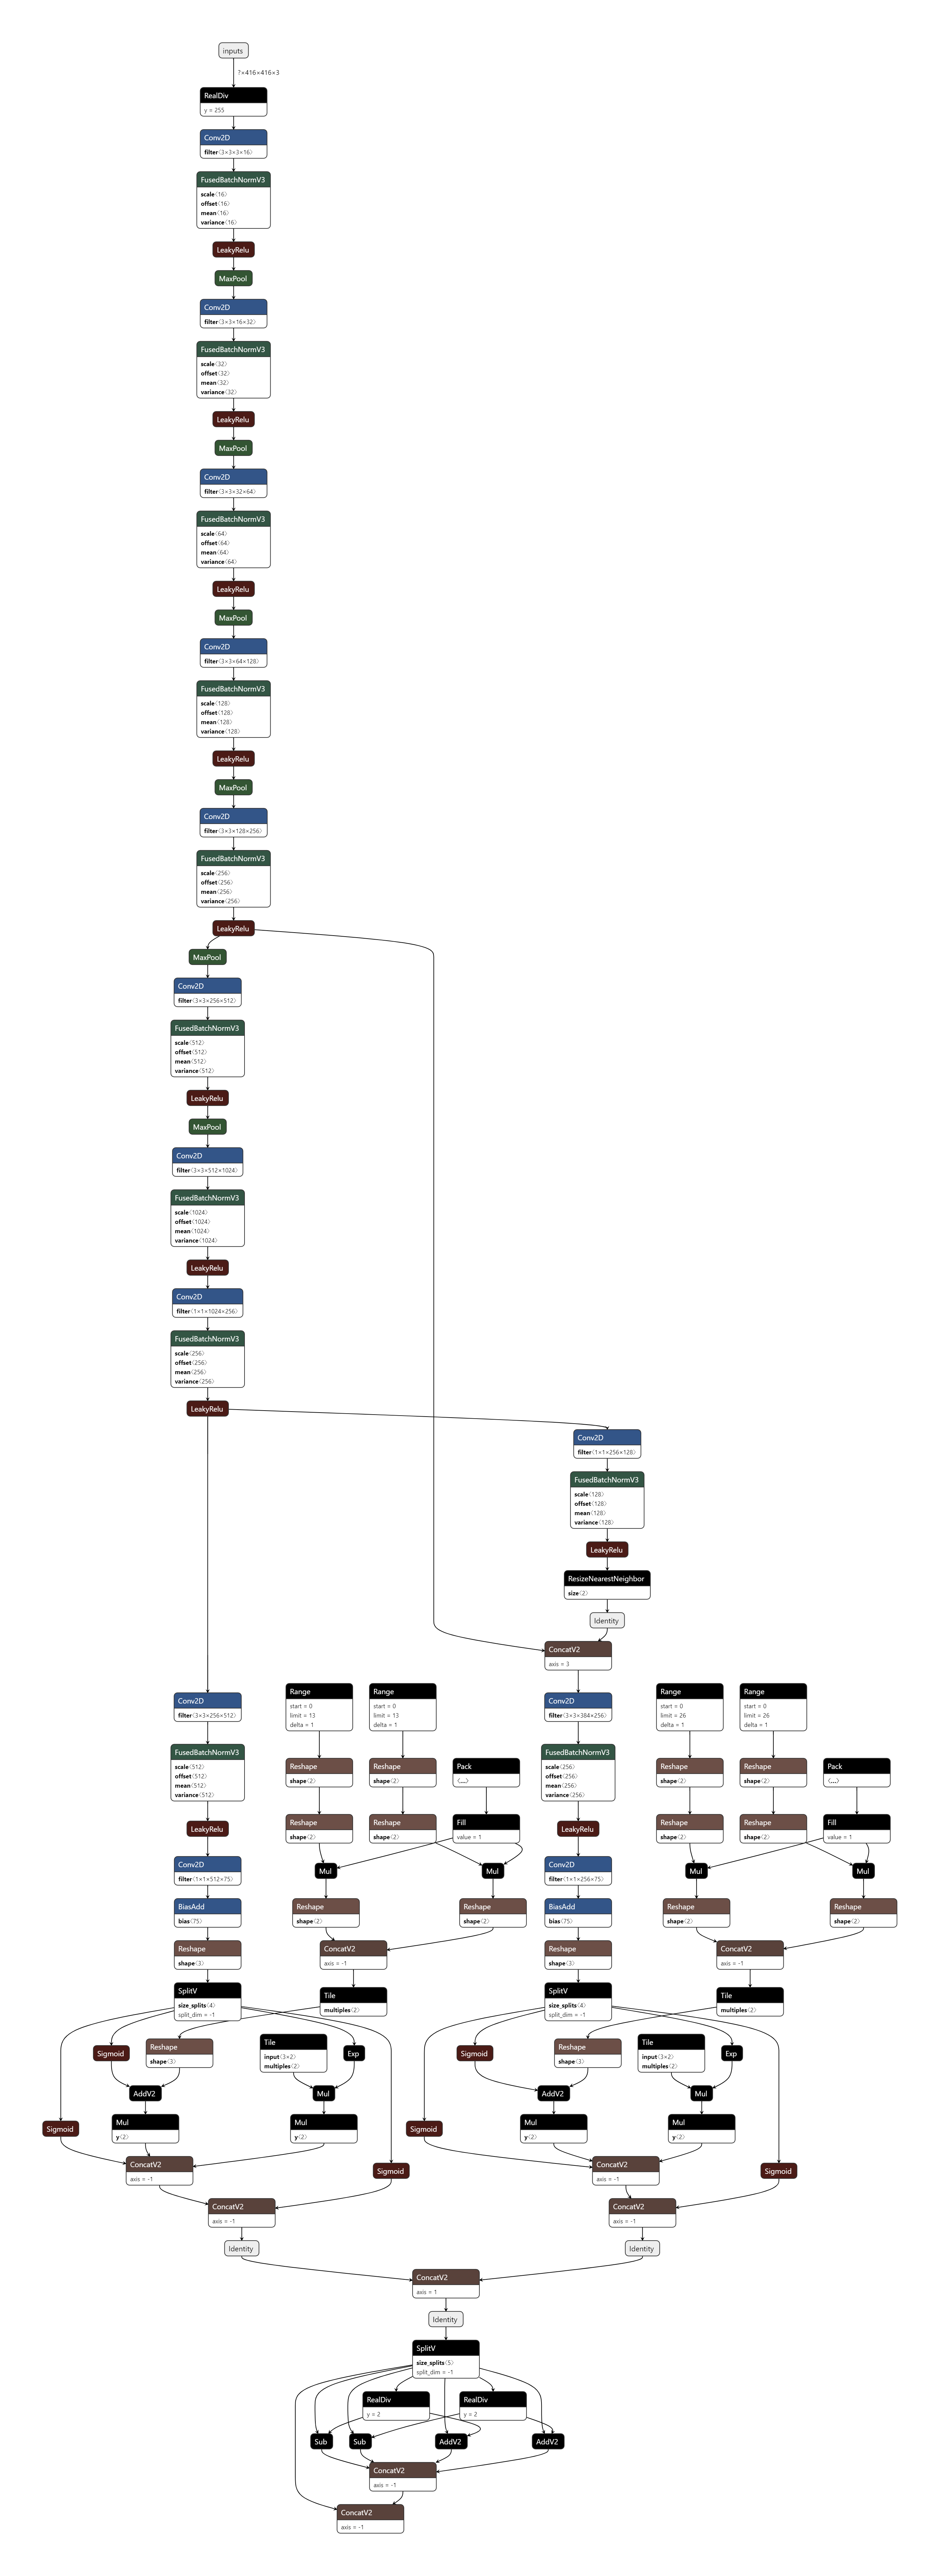 inputs
?×416×416×3
RealDiv
y = 255
Conv2D
filter⟨3×3×3×16⟩
FusedBatchNormV3
scale⟨16⟩
offset⟨16⟩
mean⟨16⟩
variance⟨16⟩
LeakyRelu
MaxPool
Conv2D
filter⟨3×3×16×32⟩
FusedBatchNormV3
scale⟨32⟩
offset⟨32⟩
mean⟨32⟩
variance⟨32⟩
LeakyRelu
MaxPool
Conv2D
filter⟨3×3×32×64⟩
FusedBatchNormV3
scale⟨64⟩
offset⟨64⟩
mean⟨64⟩
variance⟨64⟩
LeakyRelu
MaxPool
Conv2D
filter⟨3×3×64×128⟩
FusedBatchNormV3
scale⟨128⟩
offset⟨128⟩
mean⟨128⟩
variance⟨128⟩
LeakyRelu
MaxPool
Conv2D
filter⟨3×3×128×256⟩
FusedBatchNormV3
scale⟨256⟩
offset⟨256⟩
mean⟨256⟩
variance⟨256⟩
LeakyRelu
MaxPool
Conv2D
filter⟨3×3×256×512⟩
FusedBatchNormV3
scale⟨512⟩
offset⟨512⟩
mean⟨512⟩
variance⟨512⟩
LeakyRelu
MaxPool
Conv2D
filter⟨3×3×512×1024⟩
FusedBatchNormV3
scale⟨1024⟩
offset⟨1024⟩
mean⟨1024⟩
variance⟨1024⟩
LeakyRelu
Conv2D
filter⟨1×1×1024×256⟩
FusedBatchNormV3
scale⟨256⟩
offset⟨256⟩
mean⟨256⟩
variance⟨256⟩
LeakyRelu
Conv2D
filter⟨1×1×256×128⟩
FusedBatchNormV3
scale⟨128⟩
offset⟨128⟩
mean⟨128⟩
variance⟨128⟩
LeakyRelu
ResizeNearestNeighbor
size⟨2⟩
Identity
ConcatV2
axis = 3
Conv2D
filter⟨3×3×256×512⟩
FusedBatchNormV3
scale⟨512⟩
offset⟨512⟩
mean⟨512⟩
variance⟨512⟩
LeakyRelu
Conv2D
filter⟨1×1×512×75⟩
BiasAdd
bias⟨75⟩
Reshape
shape⟨3⟩
SplitV
size_splits⟨4⟩
split_dim = -1
Range
start = 0
limit = 13
delta = 1
Range
start = 0
limit = 13
delta = 1
Reshape
shape⟨2⟩
Reshape
shape⟨2⟩
Pack
⟨...⟩
Reshape
shape⟨2⟩
Reshape
shape⟨2⟩
Fill
value = 1
Mul
Mul
Reshape
shape⟨2⟩
Reshape
shape⟨2⟩
ConcatV2
axis = -1
Tile
multiples⟨2⟩
Conv2D
filter⟨3×3×384×256⟩
FusedBatchNormV3
scale⟨256⟩
offset⟨256⟩
mean⟨256⟩
variance⟨256⟩
LeakyRelu
Conv2D
filter⟨1×1×256×75⟩
BiasAdd
bias⟨75⟩
Reshape
shape⟨3⟩
SplitV
size_splits⟨4⟩
split_dim = -1
Range
start = 0
limit = 26
delta = 1
Range
start = 0
limit = 26
delta = 1
Reshape
shape⟨2⟩
Reshape
shape⟨2⟩
Pack
⟨...⟩
Reshape
shape⟨2⟩
Reshape
shape⟨2⟩
Fill
value = 1
Mul
Mul
Reshape
shape⟨2⟩
Reshape
shape⟨2⟩
ConcatV2
axis = -1
Tile
multiples⟨2⟩
Sigmoid
Reshape
shape⟨3⟩
Tile
input⟨3×2⟩
multiples⟨2⟩
Exp
AddV2
Mul
Sigmoid
Mul
y⟨2⟩
Mul
y⟨2⟩
ConcatV2
axis = -1
Sigmoid
ConcatV2
axis = -1
Identity
Sigmoid
Reshape
shape⟨3⟩
Tile
input⟨3×2⟩
multiples⟨2⟩
Exp
AddV2
Mul
Sigmoid
Mul
y⟨2⟩
Mul
y⟨2⟩
ConcatV2
axis = -1
Sigmoid
ConcatV2
axis = -1
Identity
ConcatV2
axis = 1
Identity
SplitV
size_splits⟨5⟩
split_dim = -1
RealDiv
y = 2
RealDiv
y = 2
Sub
Sub
AddV2
AddV2
ConcatV2
axis = -1
ConcatV2
axis = -1